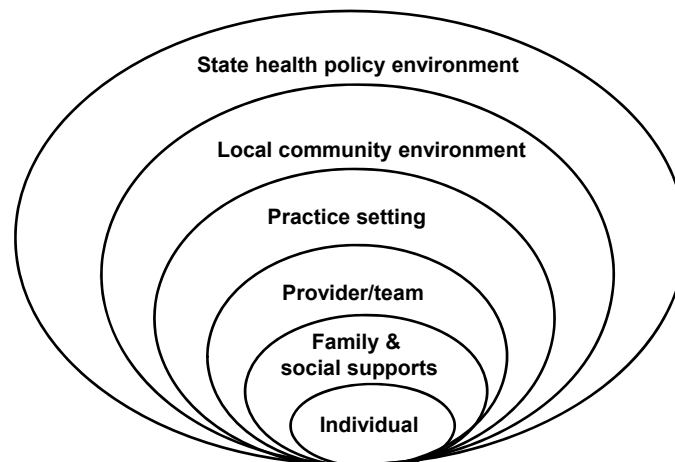 State health policy environment
Local community environment
Practice setting
Provider/team
Family &
social supports
Individual